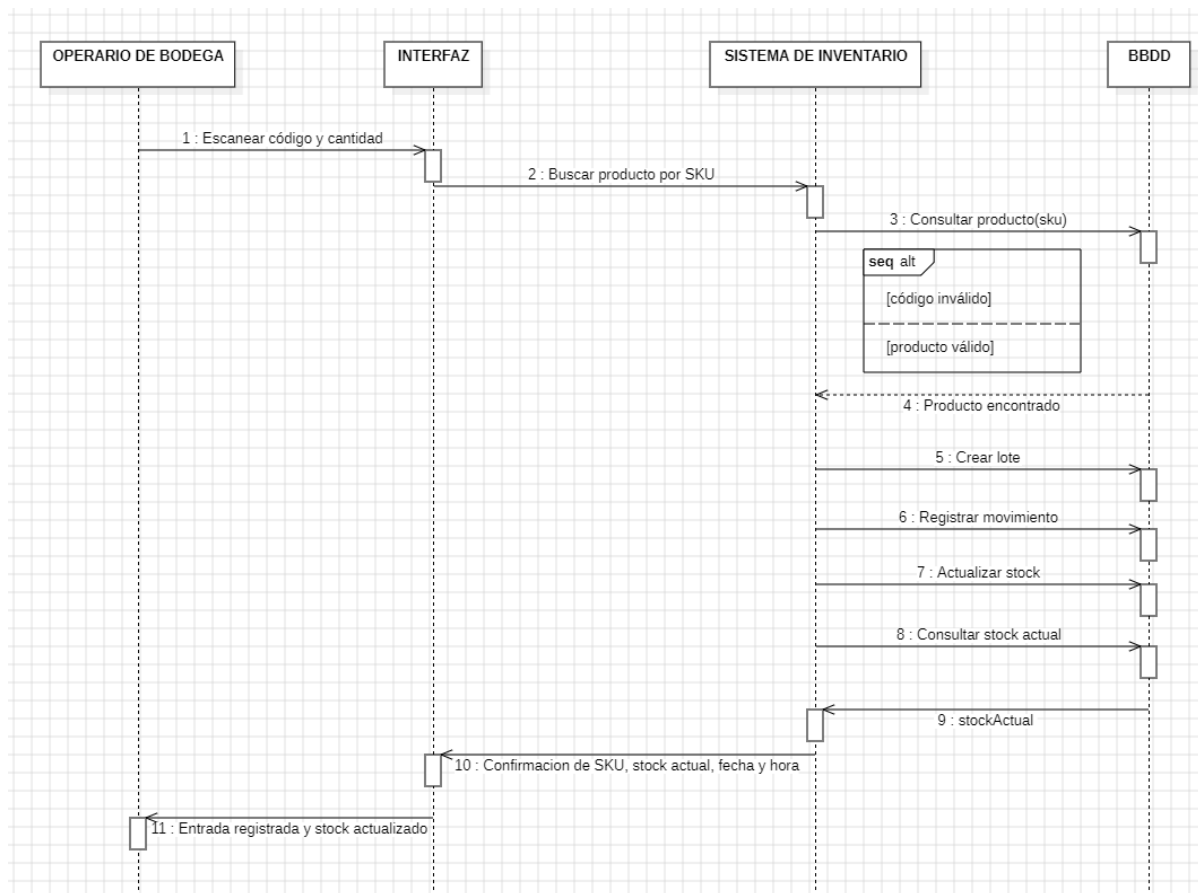 OPERARIO DE BODEGA
INTERFAZ
SISTEMA DE INVENTARIO
BBDD
1 : Escanear código y cantidad
2 : Buscar producto por SKU
3 : Consultar producto(sku)
seq alt
[código inválido]
[producto válido]
4 : Producto encontrado
5 : Crear lote
6 : Registrar movimiento
7 : Actualizar stock
8 : Consultar stock actual
9 : stockActual
10 : Confirmacion de SKU, stock actual, fecha y hora
11 : Entrada registrada y stock actualizado